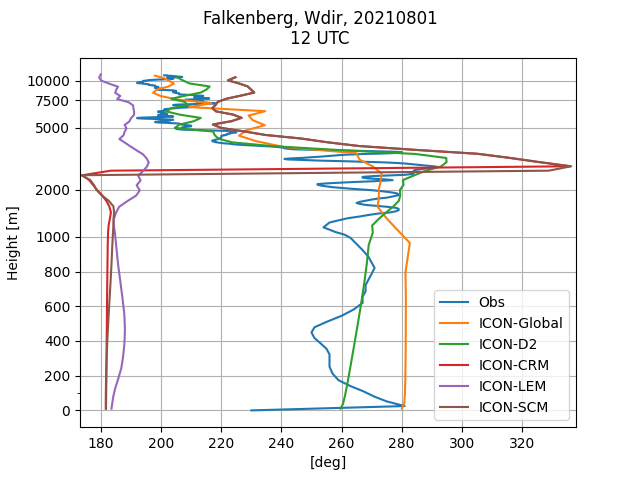 Falkenberg, Wdir, 20210801
12 UTC
Height [m]
10000
7500
5000
2000
1000
800
600
400
200
0
180 200 220 240 260 280 300 320
[deg]
Obs
ICON-Global
ICON-D2
ICON-CRM
ICON-LEM
ICON-SCM